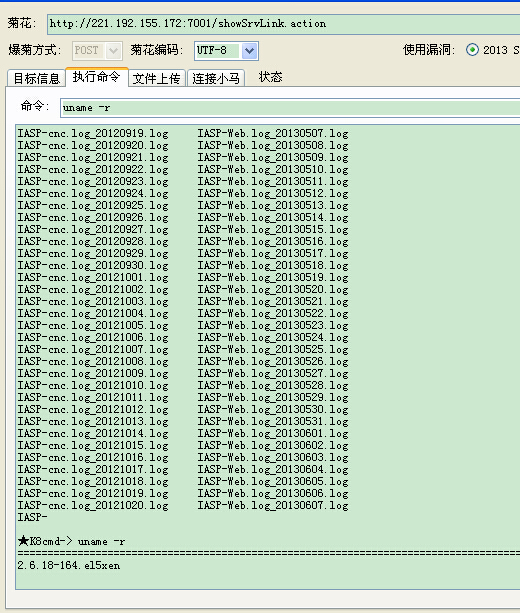 菊花: http://221.192.155.172:7001/showSrvLink.action
爆菊方式: POST 菊花编码: UTF-8 使用漏洞: 2013 S
目标信息 执行命令 文件上传 连接小马 状态
命令: uname -r
IASP-cnc.log_20120919.log IASP-Web.log_20130507.log
IASP-cnc.log_20120920.log IASP-Web.log_20130508.log
IASP-cnc.log_20120921.log IASP-Web.log_20130509.log
IASP-cnc.log_20120922.log IASP-Web.log_20130510.log
IASP-cnc.log_20120923.log IASP-Web.log_20130511.log
IASP-cnc.log_20120924.log IASP-Web.log_20130512.log
IASP-cnc.log_20120925.log IASP-Web.log_20130513.log
IASP-cnc.log_20120926.log IASP-Web.log_20130514.log
IASP-cnc.log_20120927.log IASP-Web.log_20130515.log
IASP-cnc.log_20120928.log IASP-Web.log_20130516.log
IASP-cnc.log_20120929.log IASP-Web.log_20130517.log
IASP-cnc.log_20120930.log IASP-Web.log_20130518.log
IASP-cnc.log_20121001.log IASP-Web.log_20130519.log
IASP-cnc.log_20121002.log IASP-Web.log_20130520.log
IASP-cnc.log_20121003.log IASP-Web.log_20130521.log
IASP-cnc.log_20121004.log IASP-Web.log_20130522.log
IASP-cnc.log_20121005.log IASP-Web.log_20130523.log
IASP-cnc.log_20121006.log IASP-Web.log_20130524.log
IASP-cnc.log_20121007.log IASP-Web.log_20130525.log
IASP-cnc.log_20121008.log IASP-Web.log_20130526.log
IASP-cnc.log_20121009.log IASP-Web.log_20130527.log
IASP-cnc.log_20121010.log IASP-Web.log_20130528.log
IASP-cnc.log_20121011.log IASP-Web.log_20130529.log
IASP-cnc.log_20121012.log IASP-Web.log_20130530.log
IASP-cnc.log_20121013.log IASP-Web.log_20130531.log
IASP-cnc.log_20121014.log IASP-Web.log_20130601.log
IASP-cnc.log_20121015.log IASP-Web.log_20130602.log
IASP-cnc.log_20121016.log IASP-Web.log_20130603.log
IASP-cnc.log_20121017.log IASP-Web.log_20130604.log
IASP-cnc.log_20121018.log IASP-Web.log_20130605.log
IASP-cnc.log_20121019.log IASP-Web.log_20130606.log
IASP-cnc.log_20121020.log IASP-Web.log_20130607.log
IASP-
★K8cmd-> uname -r
================================================================================
2.6.18-164.el5xen